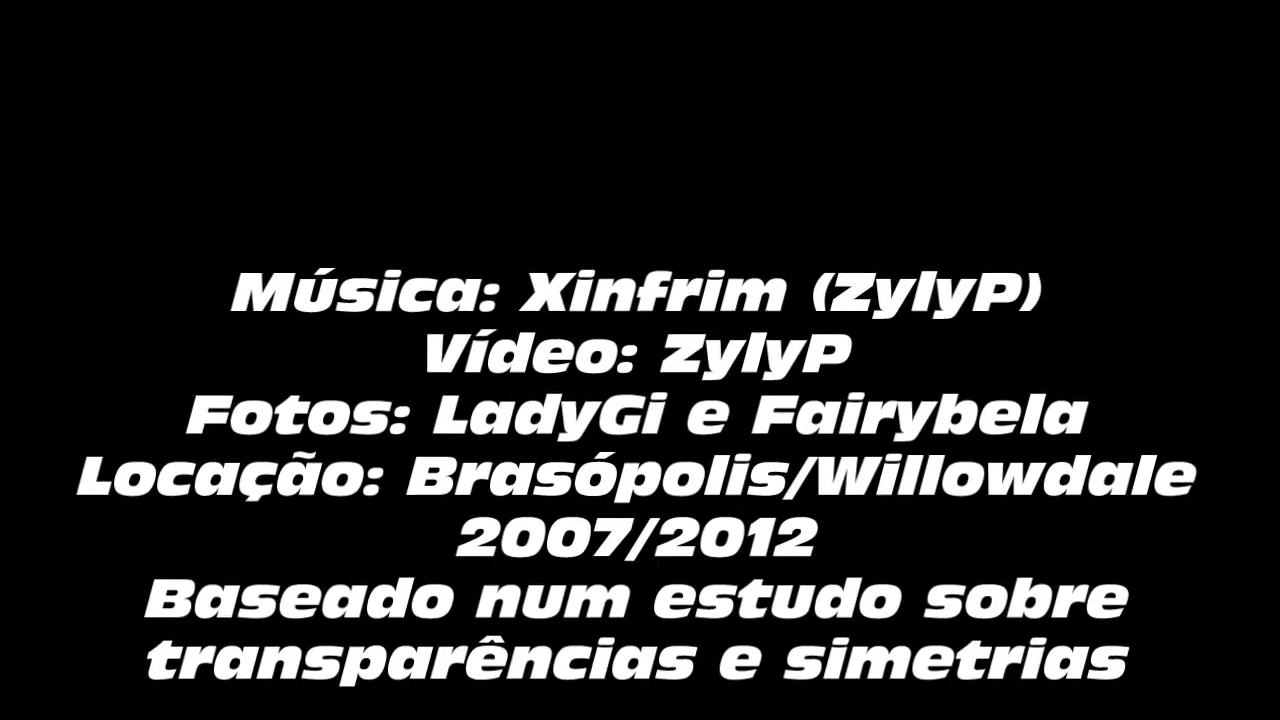 Música: Xinfrim (ZylyP)
Vídeo: ZylyP
Fotos: LadyGi e Fairybela
Locação: Brasópolis/Willowdale
2007/2012
Baseado num estudo sobre
transparências e simetrias